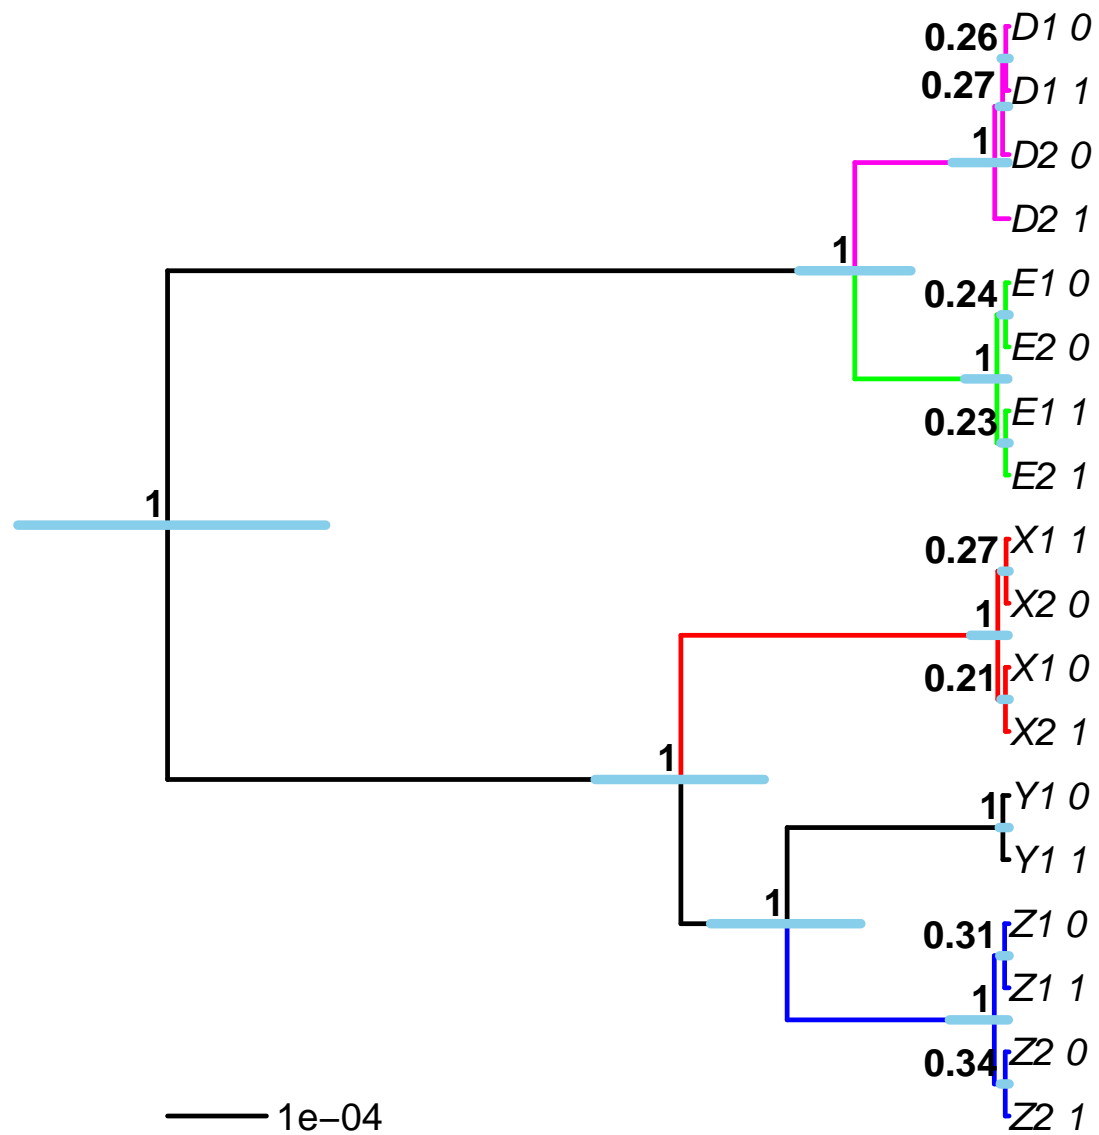 D1 0
0.26
0.27
D1 1
1
D2 0
D2 1
1
E1 0
0.24
E2 0
1
E1 1
0.23
E2 1
1
X1 1
0.27
X2 0
1
X1 0
0.21
X2 1
1
Y1 0
1
Y1 1
1
Z1 0
0.31
Z1 1
1
Z2 0
0.34
Z2 1
1e−04